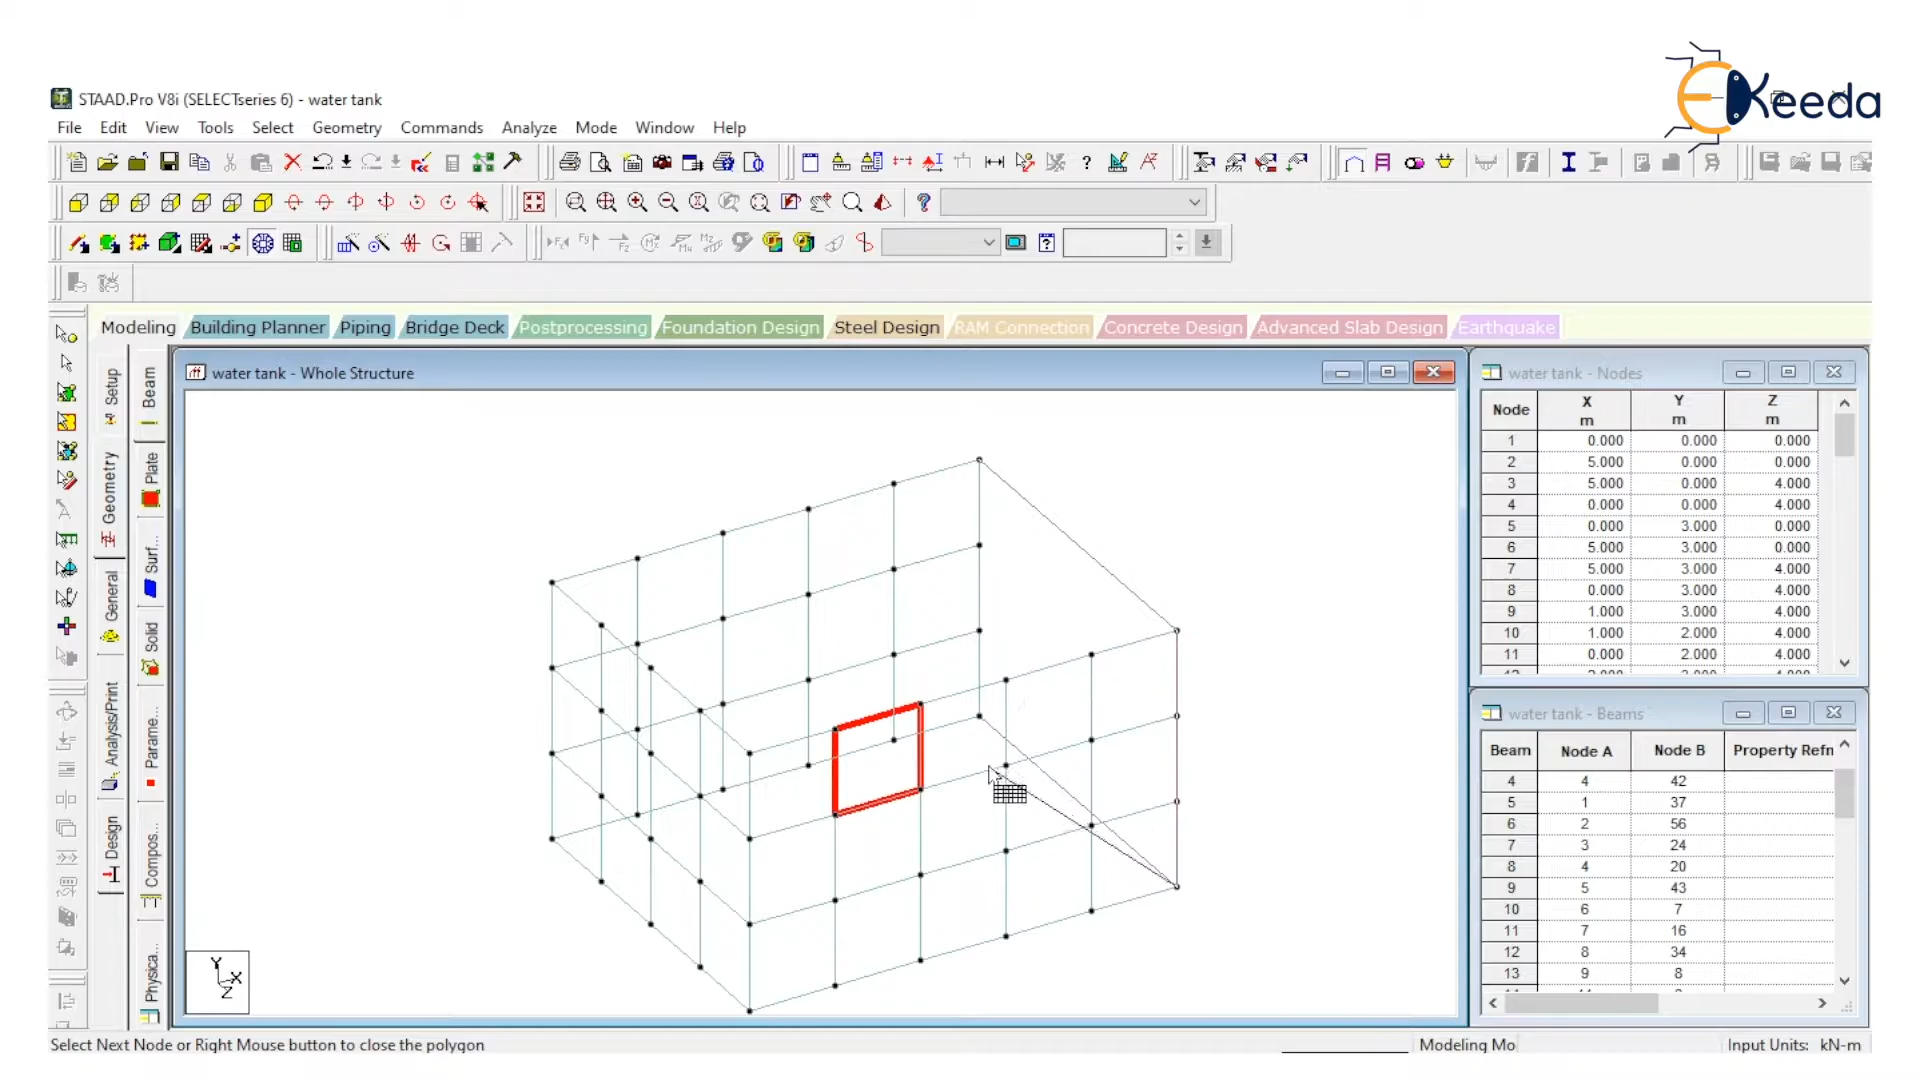 EKeeda
STAAD.Pro V8i (SELECTseries 6) - water tank
File Edit View Tools Select Geometry Commands Analyze Mode Window Help
Modeling Building Planner Piping Bridge Deck Postprocessing Foundation Design Steel Design RAM Connection Concrete Design Advanced Slab Design Earthquake
Setup
Geometry
General
Analysis/Print
Design
Beam
Plate
Surf...
Solid
Parame...
Compos...
Physica...
water tank - Whole Structure
Y
X
Z
water tank - Nodes
Node X m Y m Z m
1 0.000 0.000 0.000
2 5.000 0.000 0.000
3 5.000 0.000 4.000
4 0.000 0.000 4.000
5 0.000 3.000 0.000
6 5.000 3.000 0.000
7 5.000 3.000 4.000
8 0.000 3.000 4.000
9 1.000 3.000 4.000
10 1.000 2.000 4.000
11 0.000 2.000 4.000
water tank - Beams
Beam Node A Node B Property Refn
4 4 42
5 1 37
6 2 56
7 3 24
8 4 20
9 5 43
10 6 7
11 7 16
12 8 34
13 9 8
Select Next Node or Right Mouse button to close the polygon
Modeling Mo
Input Units: kN-m